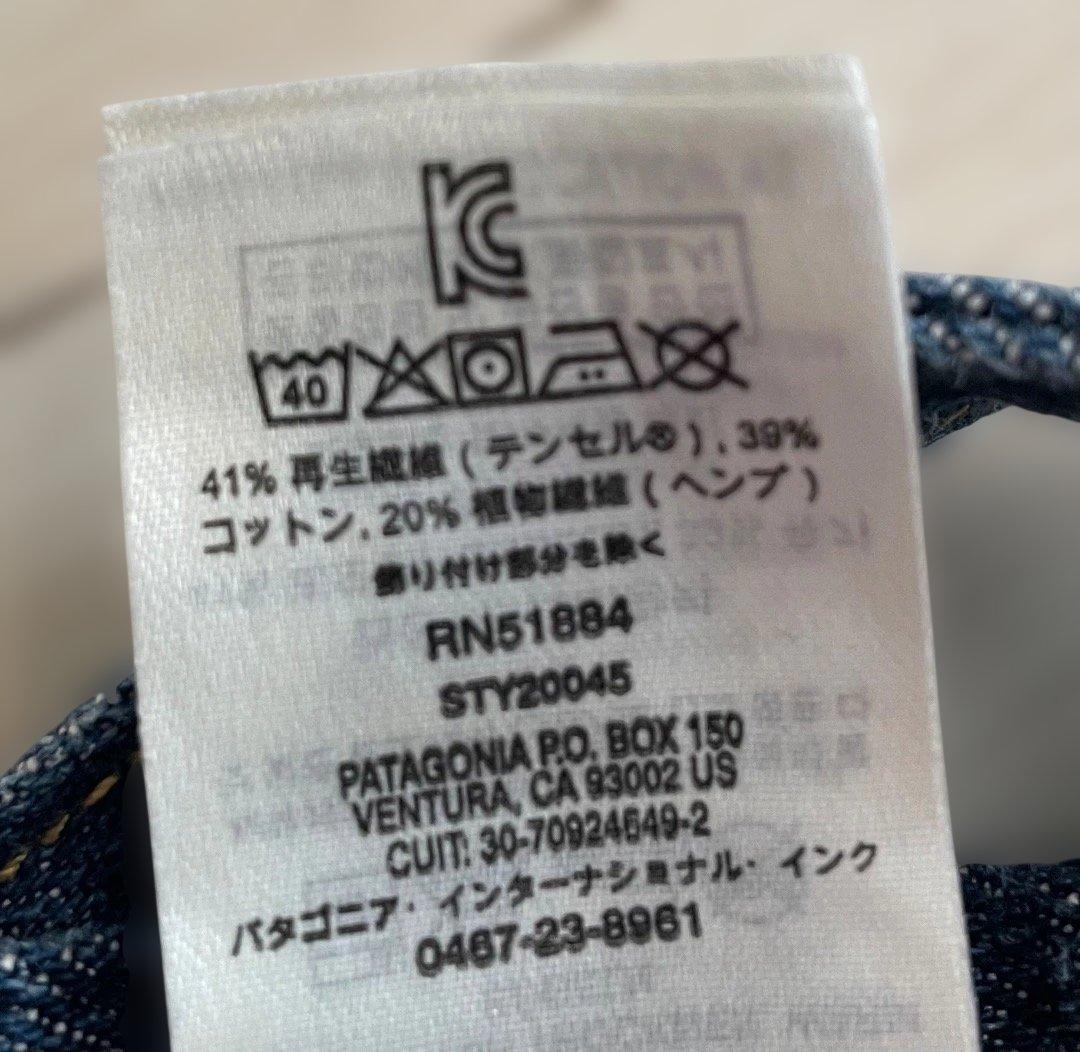 KC
40
41% 再生繊維 ( テンセル® ), 39%
コットン, 20% 植物繊維 ( ヘンプ )
飾り付け部分を除く
RN51884
STY20045
PATAGONIA P.O. BOX 150
VENTURA, CA 93002 US
CUIT: 30-70924649-2
パタゴニア・インターナショナル・インク
0467-23-8961